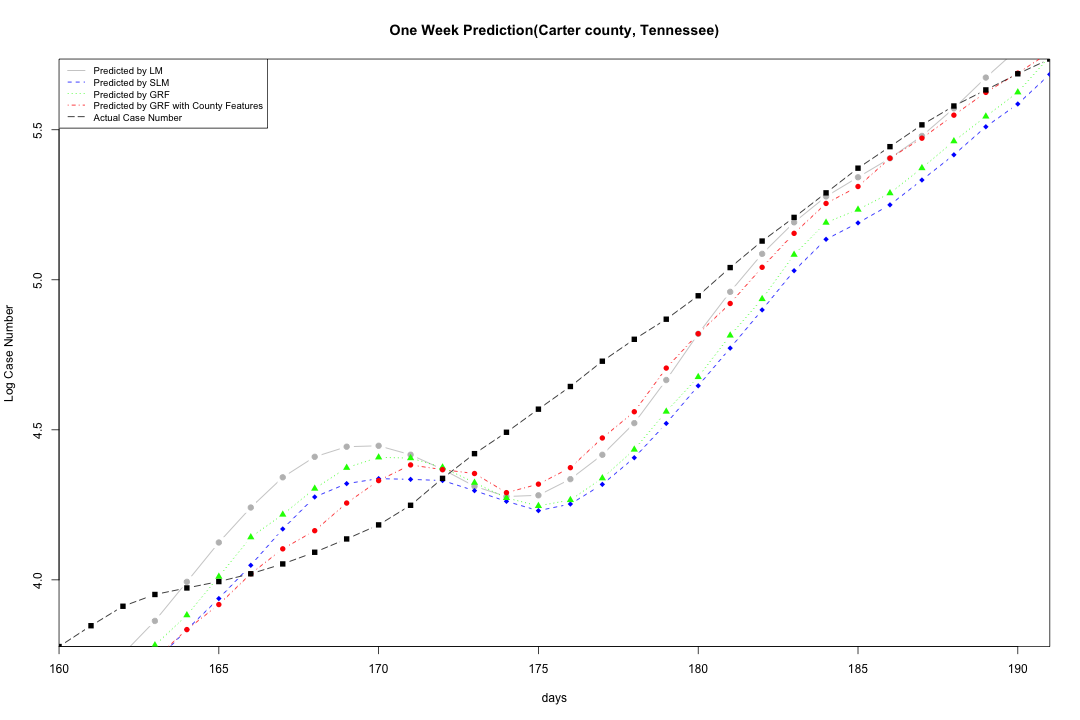 One Week Prediction(Carter county, Tennessee)
Predicted by LM
Predicted by SLM
Predicted by GRF
Predicted by GRF with County Features
Actual Case Number
5.5
5.0
4.5
4.0
Log Case Number
160 165 170 175 180 185 190
days